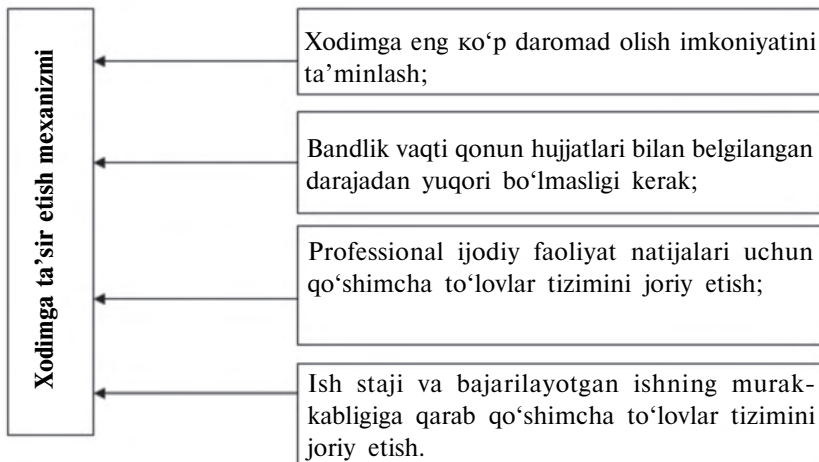 Xodimga ta’sir etish mexanizmi
Xodimga eng ko‘p daromad olish imkoniyatini
ta’minlash;
Bandlik vaqti qonun hujjatlari bilan belgilangan
darajadan yuqori bo‘lmasligi kerak;
Professional ijodiy faoliyat natijalari uchun
qo‘shimcha to‘lovlar tizimini joriy etish;
Ish staji va bajarilayotgan ishning murak-
kabligiga qarab qo‘shimcha to‘lovlar tizimini
joriy etish.